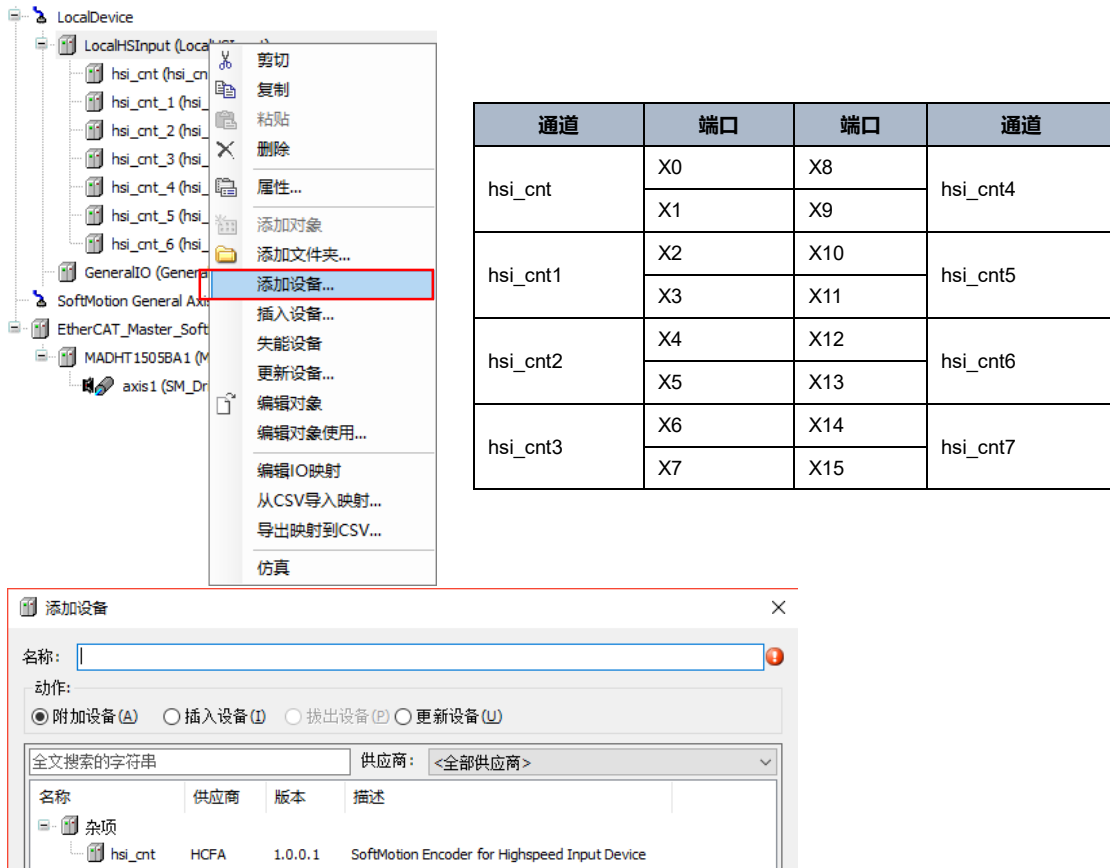 LocalDevice
LocalHSInput (Loca
hsi_cnt (hsi_cn
hsi_cnt_1 (hsi_
hsi_cnt_2 (hsi_
hsi_cnt_3 (hsi_
hsi_cnt_4 (hsi_
hsi_cnt_5 (hsi_
hsi_cnt_6 (hsi_
GeneralIO (Genera
SoftMotion General Axis
EtherCAT_Master_Soft
MADHT1505BA1 (M
axis1 (SM_Dr
剪切
复制
粘贴
删除
属性...
添加对象
添加文件夹...
添加设备...
插入设备...
失能设备
更新设备...
编辑对象
编辑对象使用...
编辑IO映射
从CSV导入映射...
导出映射到CSV...
仿真
通道 端口 端口 通道
hsi_cnt X0 X8 hsi_cnt4
X1 X9
hsi_cnt1 X2 X10 hsi_cnt5
X3 X11
hsi_cnt2 X4 X12 hsi_cnt6
X5 X13
hsi_cnt3 X6 X14 hsi_cnt7
X7 X15
添加设备
名称:
动作:
附加设备(A) 插入设备(I) 拔出设备(P) 更新设备(U)
全文搜索的字符串 供应商: <全部供应商>
名称 供应商 版本 描述
杂项
hsi_cnt HCFA 1.0.0.1 SoftMotion Encoder for Highspeed Input Device